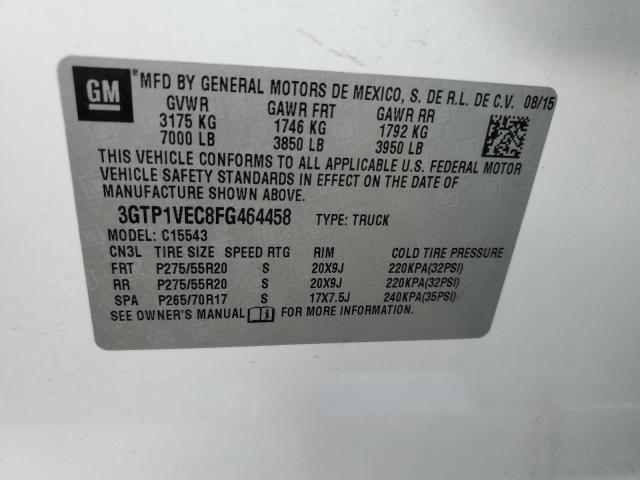 GM ® MFD BY GENERAL MOTORS DE MEXICO, S. DE R.L. DE C.V. 08/15
GVWR GAWR FRT GAWR RR
3175 KG 1746 KG 1792 KG
7000 LB 3850 LB 3950 LB
THIS VEHICLE CONFORMS TO ALL APPLICABLE U.S. FEDERAL MOTOR
VEHICLE SAFETY STANDARDS IN EFFECT ON THE DATE OF
MANUFACTURE SHOWN ABOVE.
3GTP1VEC8FG464458 TYPE: TRUCK
MODEL: C15543
CN3L TIRE SIZE SPEED RTG RIM COLD TIRE PRESSURE
FRT P275/55R20 S 20X9J 220KPA(32PSI)
RR P275/55R20 S 20X9J 220KPA(32PSI)
SPA P265/70R17 S 17X7.5J 240KPA(35PSI)
SEE OWNER'S MANUAL FOR MORE INFORMATION.